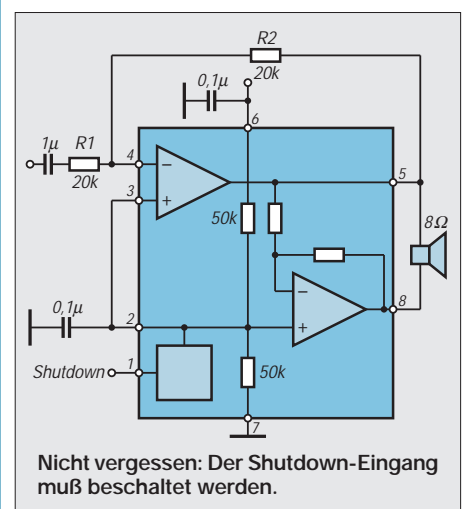 R2
20k
0,1µ
6
1µ
R1
20k
4
3
5
50k
8Ω
8
0,1µ
2
1
Shutdown
50k
7
Nicht vergessen: Der Shutdown-Eingang
muß beschaltet werden.